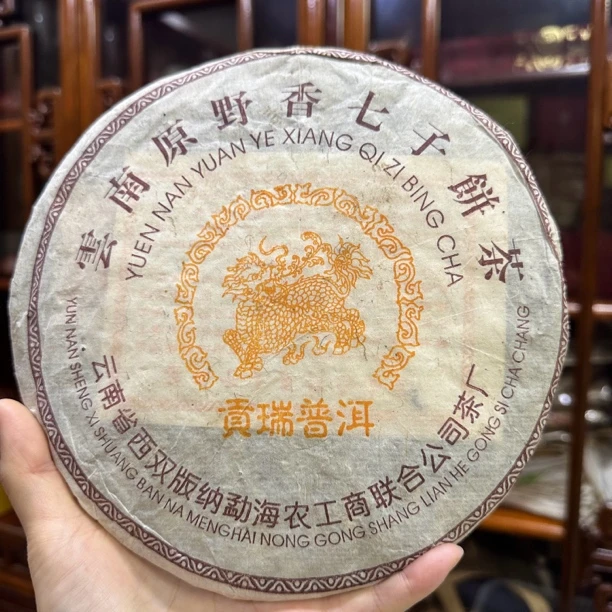 雲南原野香七子餅茶
YUEN NAN YUAN YE XIANG QI ZI BING CHA
貢瑞普洱
云南省西双版纳勐海农工商联合公司茶厂
YUN NAN SHENG XI SHUANG BAN NA MENGHAI NONG GONG SHANG LIAN HE GONG SI CHA CHANG